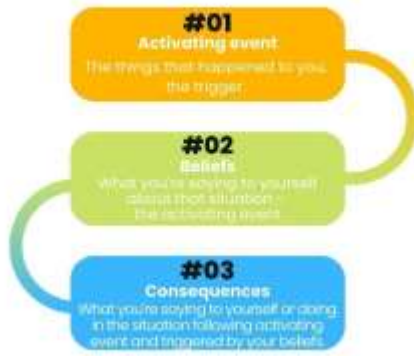 #01
Activating event
The things that happened to you,
the trigger.
#02
Beliefs
What you're saying to yourself
about that situation -
the activating event
#03
Consequences
What you're saying to yourself or doing
in the situation following activating
event and triggered by your beliefs